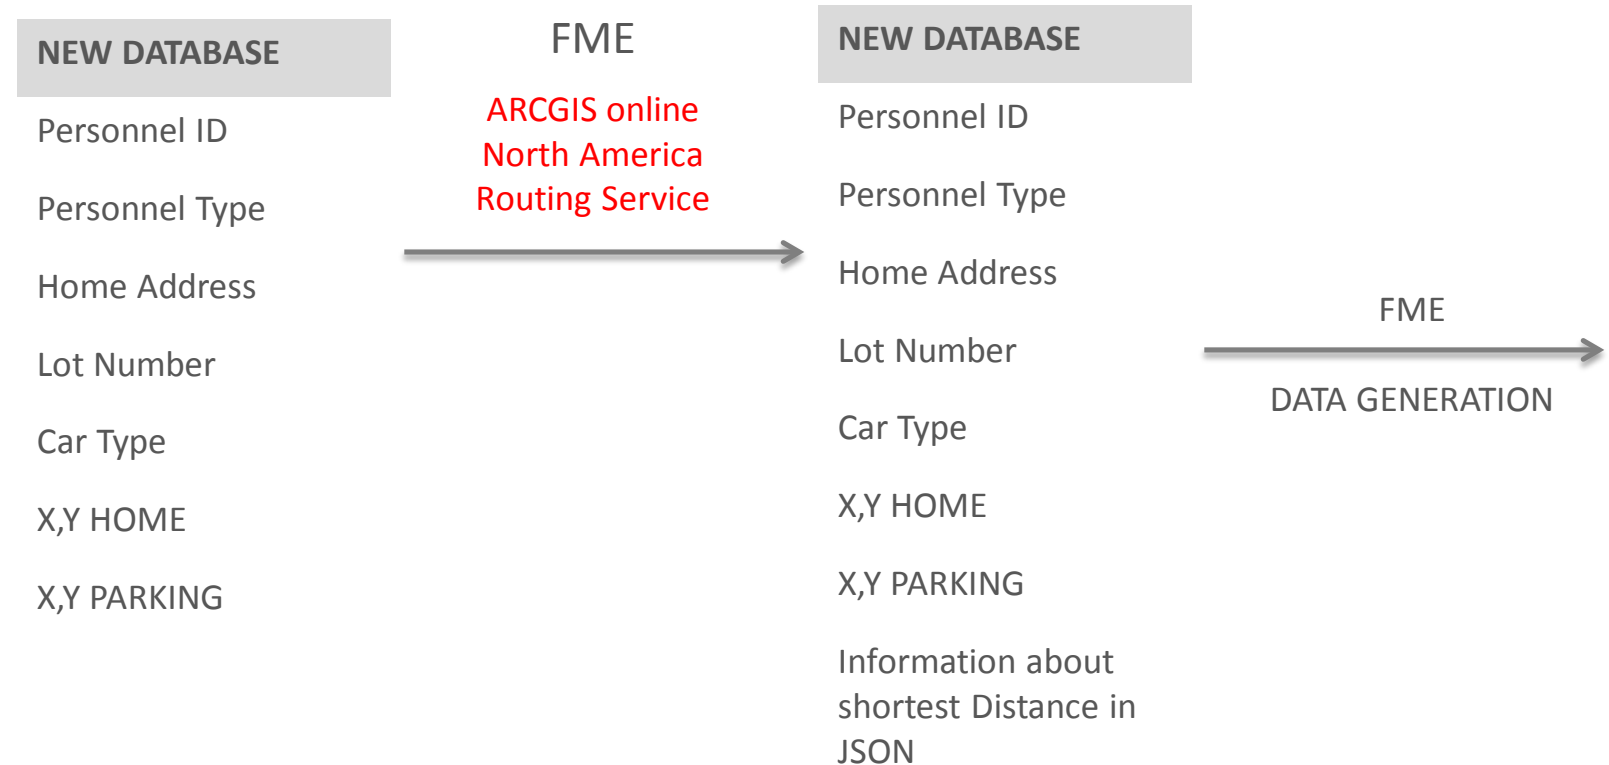 NEW DATABASE
Personnel ID
Personnel Type
Home Address
Lot Number
Car Type
X,Y HOME
X,Y PARKING
FME
ARCGIS online
North America
Routing Service
NEW DATABASE
Personnel ID
Personnel Type
Home Address
Lot Number
Car Type
X,Y HOME
X,Y PARKING
Information about
shortest Distance in
JSON
FME
DATA GENERATION